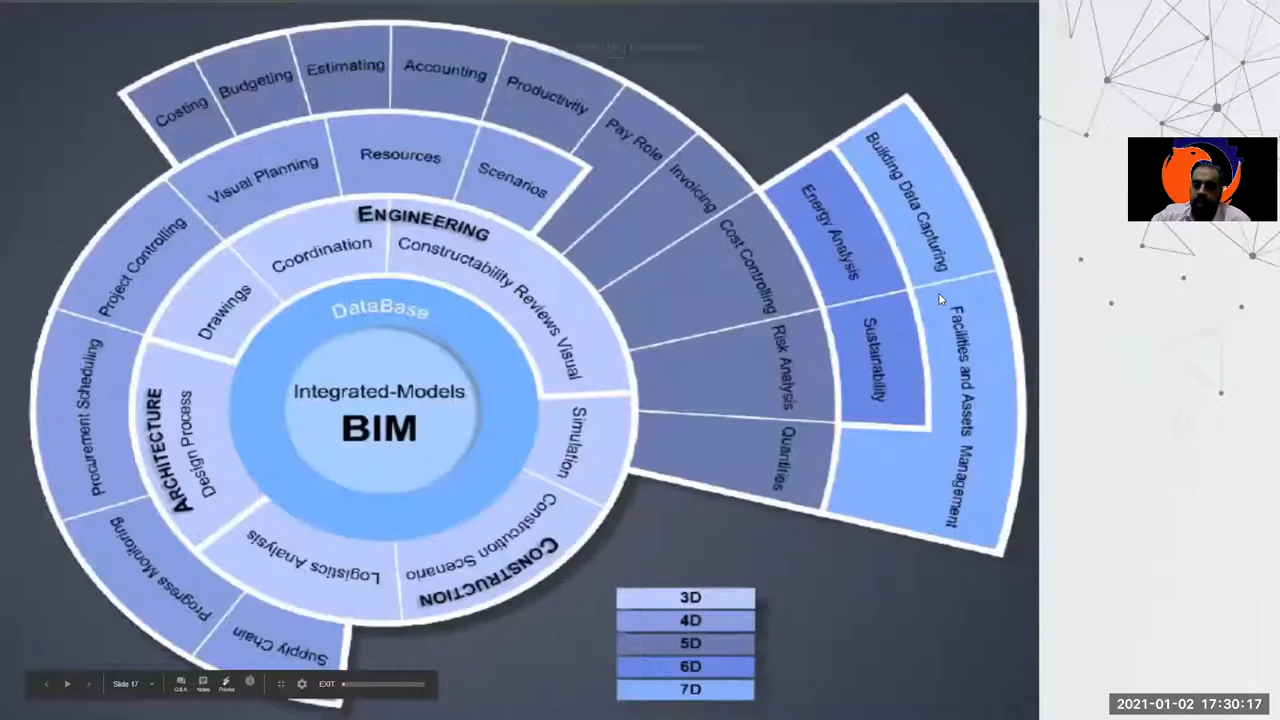 Costing
Budgeting
Estimating
Accounting
Productivity
Pay Role
Invoicing
Cost Controlling
Risk Analysis
Quantities
Visual Planning
Resources
Scenarios
Project Controlling
Procurement Scheduling
Progress Monitoring
Supply Chain
ENGINEERING
Coordination
Constructability Reviews Visual
Drawings
ARCHITECTURE
Design Process
Simulation
Constrcution Scenario
CONSTRUCTION
Logistics Analysis
DataBase
Integrated-Models
BIM
Energy Analysis
Sustainability
Building Data Capturing
Facilities and Assets Management
3D
4D
5D
6D
7D
Slide 17
Q&A
Notes
Pointer
EXIT
2021-01-02 17:30:17